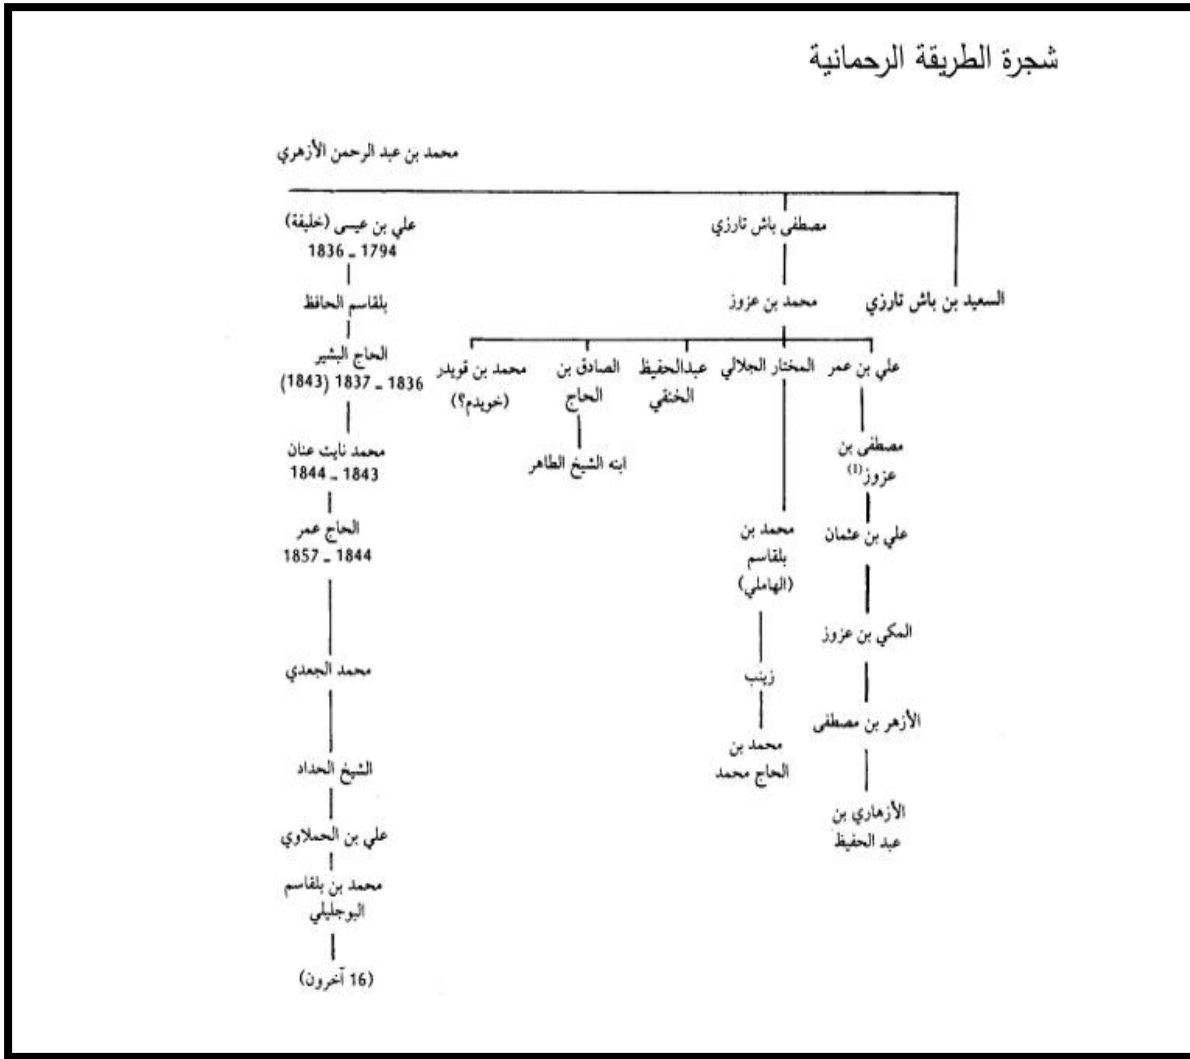 شجرة الطريقة الرحمانية
محمد بن عبد الرحمن الأزهري
السعيد بن باش تارزي
مصطفى باش تارزي
محمد بن عزوز
علي بن عمر
مصطفى بن
عزوز(1)
علي بن عثمان
المكي بن عزوز
الأزهر بن مصطفى
الأزهاري بن
عبد الحفيظ
المختار الجلالي
محمد بن
بلقاسم
(الهاملي)
زينب
محمد بن
الحاج محمد
عبدالحفيظ
الخنقي
الصادق بن
الحاج
ابنه الشيخ الطاهر
محمد بن قويدر
(خويدم؟)
علي بن عيسى (خليفة)
1794 - 1836
بلقاسم الحافظ
الحاج البشير
1836 - 1837 (1843)
محمد نايت عنان
1843 - 1844
الحاج عمر
1844 - 1857
محمد الجعدي
الشيخ الحداد
علي بن الحملاوي
محمد بن بلقاسم
البوجليلي
(16 آخرون)